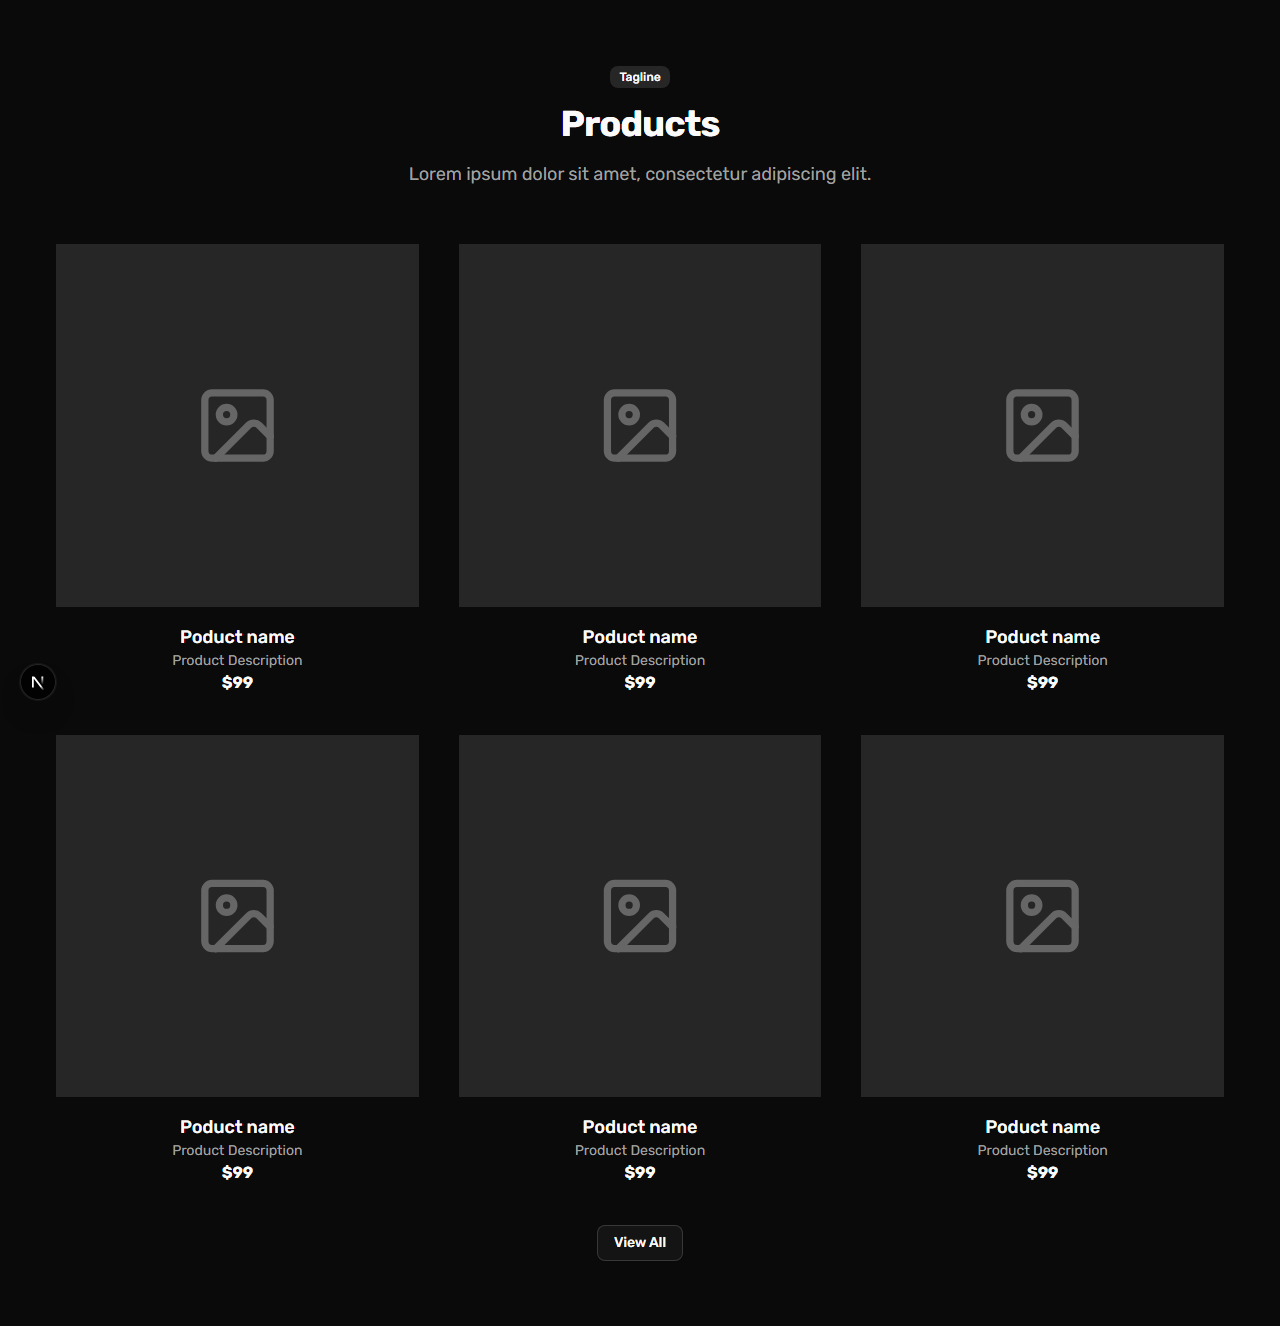 Tagline
Products
Lorem ipsum dolor sit amet, consectetur adipiscing elit.
Poduct name
Product Description
$99
Poduct name
Product Description
$99
Poduct name
Product Description
$99
N
Poduct name
Product Description
$99
Poduct name
Product Description
$99
Poduct name
Product Description
$99
View All